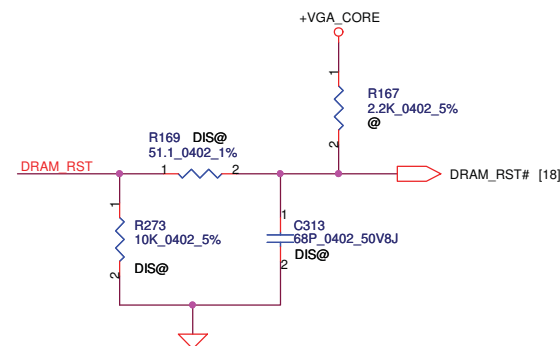 +VGA_CORE
1
R167
2.2K_0402_5%
@
2
R169 DIS@
51.1_0402_1%
DRAM_RST
1
2
DRAM_RST# [18]
1
R273
10K_0402_5%
2
DIS@
1
C313
68P_0402_50V8J
2
DIS@